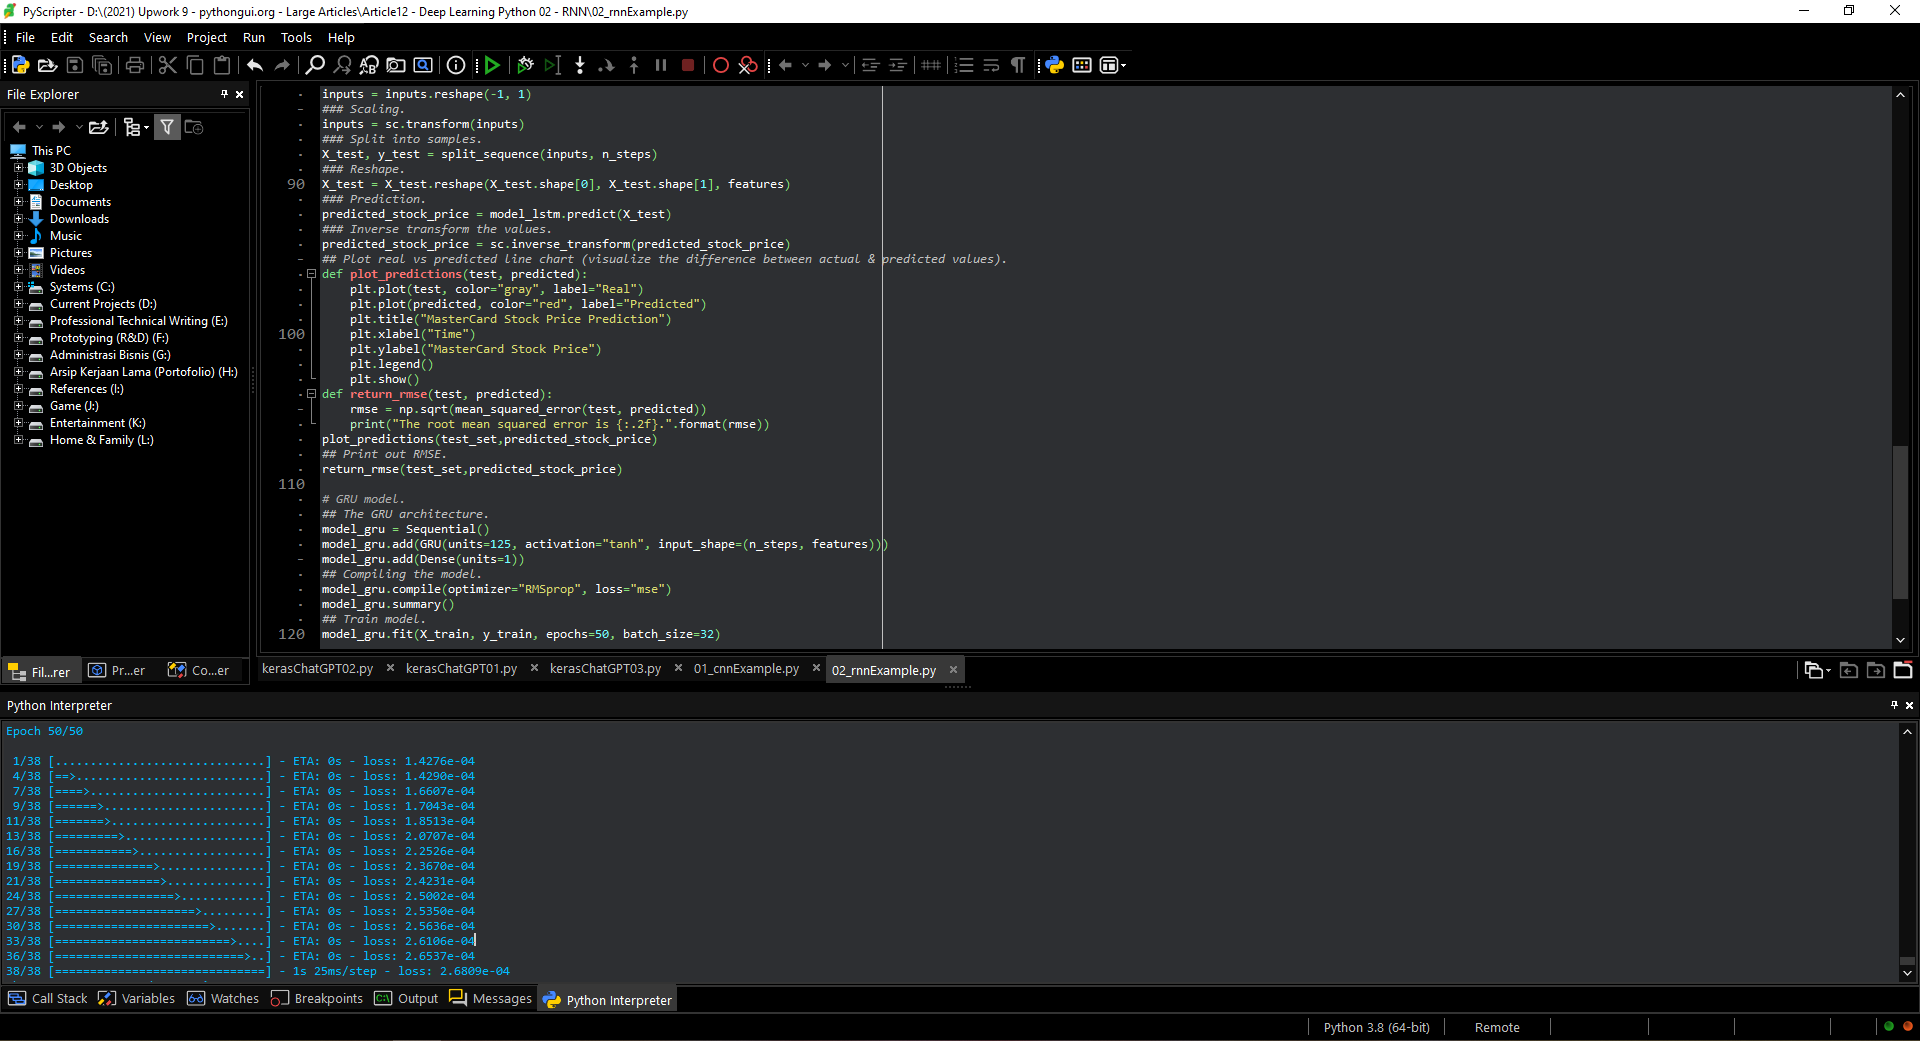 PyScripter - D:\(2021) Upwork 9 - pythongui.org - Large Articles\Article12 - Deep Learning Python 02 - RNN\02_rnnExample.py
File Edit Search View Project Run Tools Help
File Explorer
This PC
3D Objects
Desktop
Documents
Downloads
Music
Pictures
Videos
Systems (C:)
Current Projects (D:)
Professional Technical Writing (E:)
Prototyping (R&D) (F:)
Administrasi Bisnis (G:)
Arsip Kerjaan Lama (Portofolio) (H:)
References (I:)
Game (J:)
Entertainment (K:)
Home & Family (L:)
Fil...rer Pr...er Co...er
inputs = inputs.reshape(-1, 1)
### Scaling.
inputs = sc.transform(inputs)
### Split into samples.
X_test, y_test = split_sequence(inputs, n_steps)
### Reshape.
90 X_test = X_test.reshape(X_test.shape[0], X_test.shape[1], features)
### Prediction.
predicted_stock_price = model_lstm.predict(X_test)
### Inverse transform the values.
predicted_stock_price = sc.inverse_transform(predicted_stock_price)
## Plot real vs predicted line chart (visualize the difference between actual & predicted values).
def plot_predictions(test, predicted):
    plt.plot(test, color="gray", label="Real")
    plt.plot(predicted, color="red", label="Predicted")
    plt.title("MasterCard Stock Price Prediction")
100     plt.xlabel("Time")
    plt.ylabel("MasterCard Stock Price")
    plt.legend()
    plt.show()
def return_rmse(test, predicted):
    rmse = np.sqrt(mean_squared_error(test, predicted))
    print("The root mean squared error is {:.2f}.".format(rmse))
plot_predictions(test_set,predicted_stock_price)
## Print out RMSE.
return_rmse(test_set,predicted_stock_price)
110
# GRU model.
## The GRU architecture.
model_gru = Sequential()
model_gru.add(GRU(units=125, activation="tanh", input_shape=(n_steps, features)))
model_gru.add(Dense(units=1))
## Compiling the model.
model_gru.compile(optimizer="RMSprop", loss="mse")
model_gru.summary()
## Train model.
120 model_gru.fit(X_train, y_train, epochs=50, batch_size=32)
kerasChatGPT02.py kerasChatGPT01.py kerasChatGPT03.py 01_cnnExample.py 02_rnnExample.py
Python Interpreter
Epoch 50/50
1/38 [..............................] - ETA: 0s - loss: 1.4276e-04
4/38 [==>...........................] - ETA: 0s - loss: 1.4290e-04
7/38 [====>.........................] - ETA: 0s - loss: 1.6607e-04
9/38 [======>.......................] - ETA: 0s - loss: 1.7043e-04
11/38 [=======>......................] - ETA: 0s - loss: 1.8513e-04
13/38 [=========>....................] - ETA: 0s - loss: 2.0707e-04
16/38 [===========>..................] - ETA: 0s - loss: 2.2526e-04
19/38 [==============>...............] - ETA: 0s - loss: 2.3670e-04
21/38 [===============>..............] - ETA: 0s - loss: 2.4231e-04
24/38 [=================>............] - ETA: 0s - loss: 2.5002e-04
27/38 [====================>.........] - ETA: 0s - loss: 2.5350e-04
30/38 [======================>.......] - ETA: 0s - loss: 2.5636e-04
33/38 [=========================>....] - ETA: 0s - loss: 2.6106e-04
36/38 [===========================>..] - ETA: 0s - loss: 2.6537e-04
38/38 [==============================] - 1s 25ms/step - loss: 2.6809e-04
Call Stack Variables Watches Breakpoints Output Messages Python Interpreter
Python 3.8 (64-bit) Remote